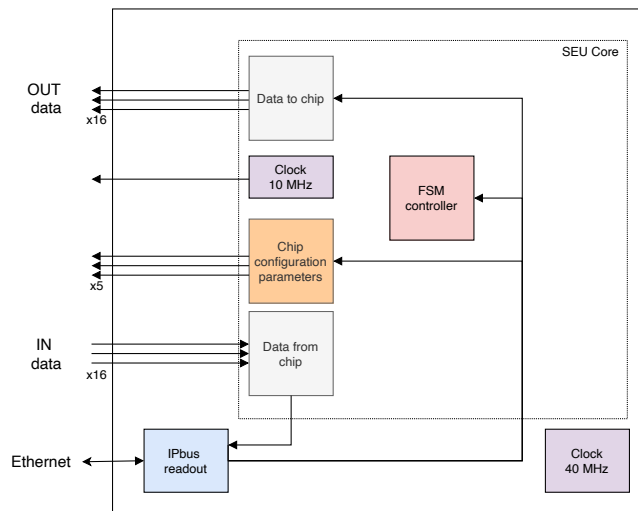 SEU Core
OUT
data
x16
Data to chip
Clock
10 MHz
FSM
controller
Chip
configuration
parameters
x5
IN
data
x16
Data from
chip
Ethernet
IPbus
readout
Clock
40 MHz